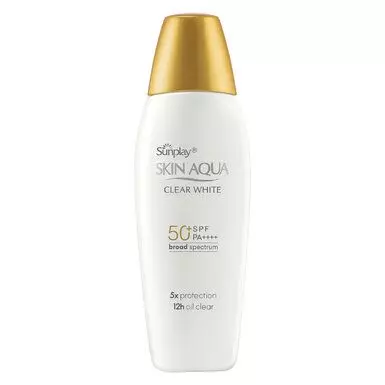 Sunplay®
SKIN AQUA
CLEAR WHITE
50+ SPF
PA++++
broad spectrum
5x protection
12h oil clear